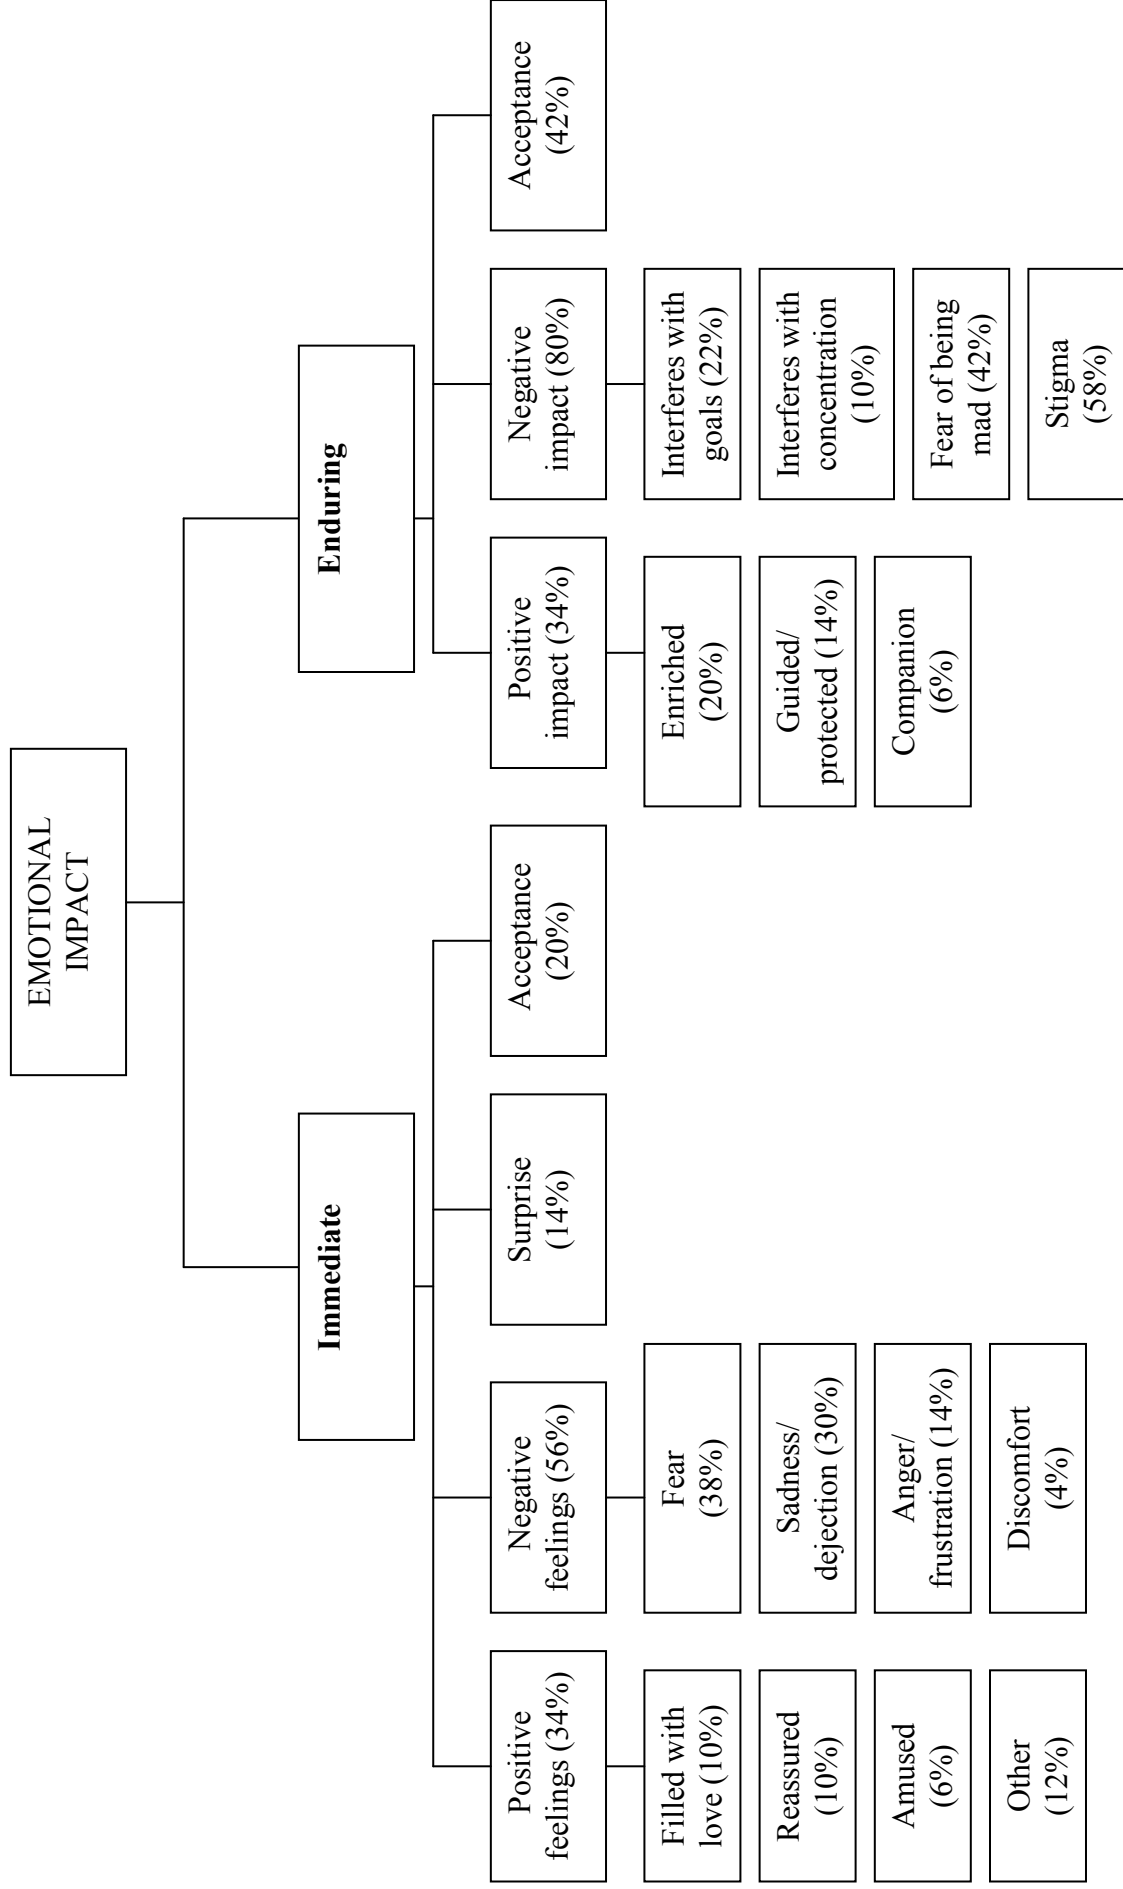 EMOTIONAL
IMPACT
Immediate
Enduring
Positive
feelings (34%)
Negative
feelings (56%)
Surprise
(14%)
Acceptance
(20%)
Positive
impact (34%)
Negative
impact (80%)
Acceptance
(42%)
Filled with
love (10%)
Reassured
(10%)
Amused
(6%)
Other
(12%)
Fear
(38%)
Sadness/
dejection (30%)
Anger/
frustration (14%)
Discomfort
(4%)
Enriched
(20%)
Guided/
protected (14%)
Companion
(6%)
Interferes with
goals (22%)
Interferes with
concentration
(10%)
Fear of being
mad (42%)
Stigma
(58%)